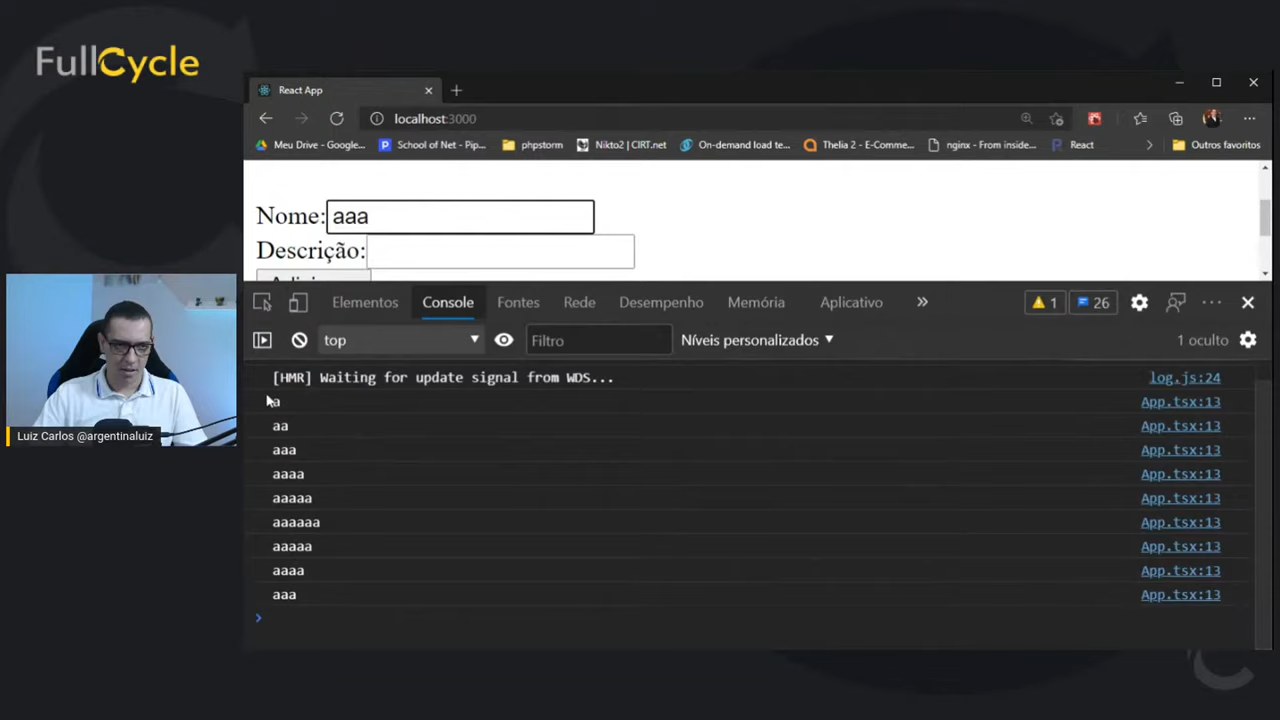 FullCycle
React App
localhost:3000
Meu Drive - Google...
School of Net - Pip...
phpstorm
Nikto2 | CIRT.net
On-demand load te...
Thelia 2 - E-Comme...
nginx - From inside...
React
Outros favoritos
Nome: aaa
Descrição:
Elementos Console Fontes Rede Desempenho Memória Aplicativo 1 26
top Filtro Níveis personalizados 1 oculto
[HMR] Waiting for update signal from WDS... log.js:24
a App.tsx:13
aa App.tsx:13
aaa App.tsx:13
aaaa App.tsx:13
aaaaa App.tsx:13
aaaaaa App.tsx:13
aaaaa App.tsx:13
aaaa App.tsx:13
aaa App.tsx:13
Luiz Carlos @argentinaluiz